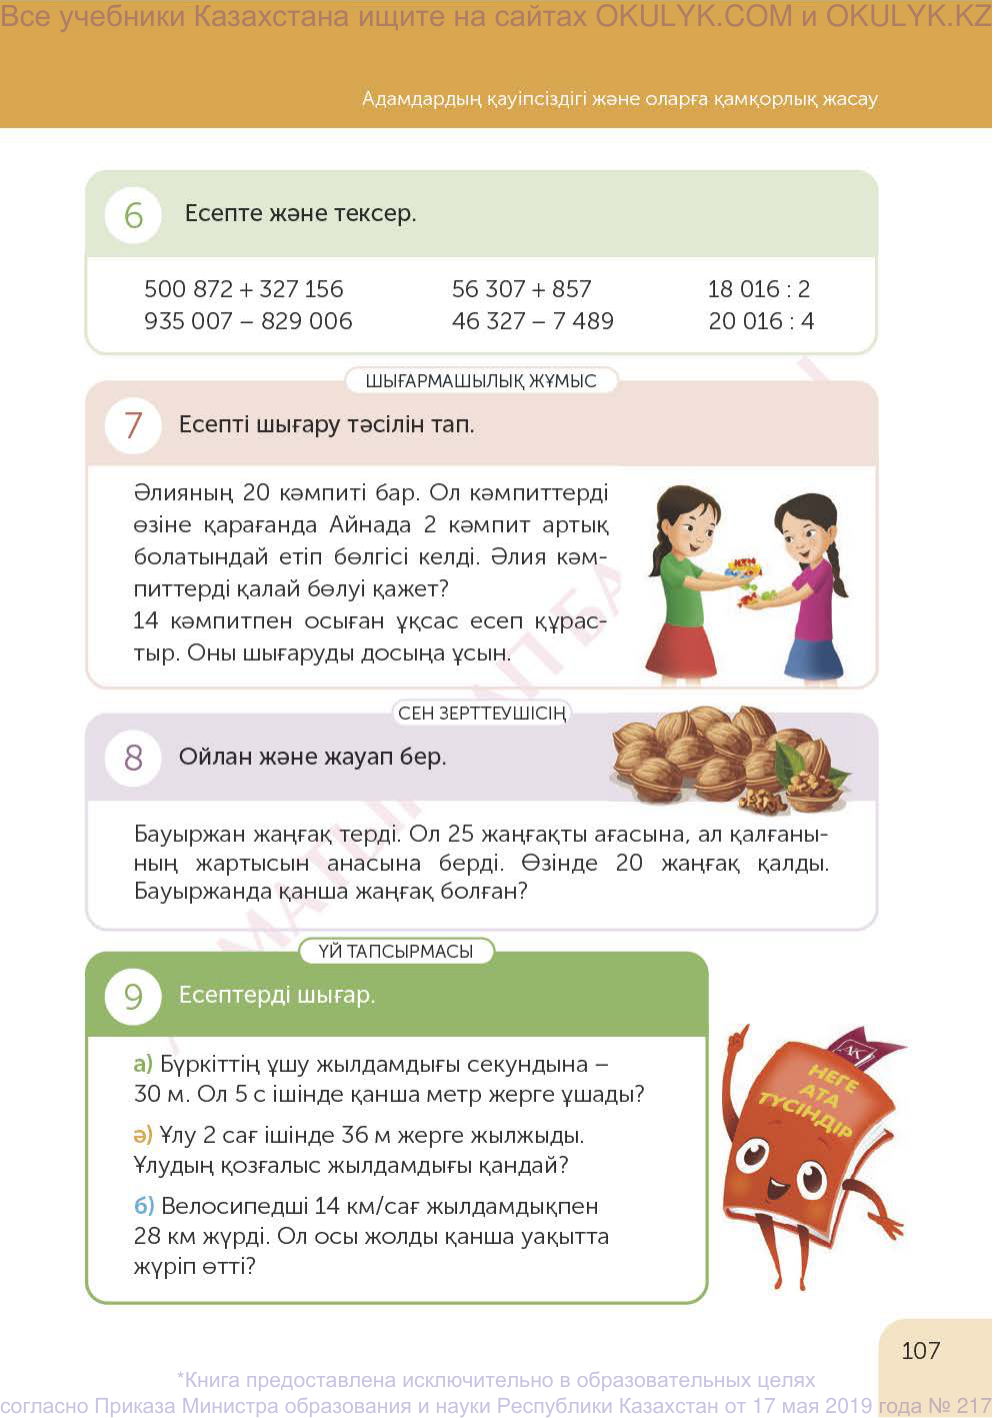 Все учебники Казахстана ищите на сайтах OKULYK.COM и OKULYK.KZ
Адамдардың қауіпсіздігі және оларға қамқорлық жасау
6 Есепте және тексер.
500 872 + 327 156 56 307 + 857 18 016 : 2
935 007 – 829 006 46 327 – 7 489 20 016 : 4
ШЫҒАРМАШЫЛЫҚ ЖҰМЫС
7 Есепті шығару тәсілін тап.
Әлияның 20 кәмпиті бар. Ол кәмпиттерді
өзіне қарағанда Айнада 2 кәмпит артық
болатындай етіп бөлгісі келді. Әлия кәм-
питтерді қалай бөлуі қажет?
14 кәмпитпен осыған ұқсас есеп құрас-
тыр. Оны шығаруды досыңа ұсын.
СЕН ЗЕРТТЕУШІСІҢ
8 Ойлан және жауап бер.
Бауыржан жаңғақ терді. Ол 25 жаңғақты ағасына, ал қалғаны-
ның жартысын анасына берді. Өзінде 20 жаңғақ қалды.
Бауыржанда қанша жаңғақ болған?
ҮЙ ТАПСЫРМАСЫ
9 Есептерді шығар.
а) Бүркіттің ұшу жылдамдығы секундына –
30 м. Ол 5 с ішінде қанша метр жерге ұшады?
ә) Ұлу 2 сағ ішінде 36 м жерге жылжыды.
Ұлудың қозғалыс жылдамдығы қандай?
б) Велосипедші 14 км/сағ жылдамдықпен
28 км жүрді. Ол осы жолды қанша уақытта
жүріп өтті?
АК
НЕГЕ
АТА
ТҮСІНДІР
107
*Книга предоставлена исключительно в образовательных целях
согласно Приказа Министра образования и науки Республики Казахстан от 17 мая 2019 года № 217